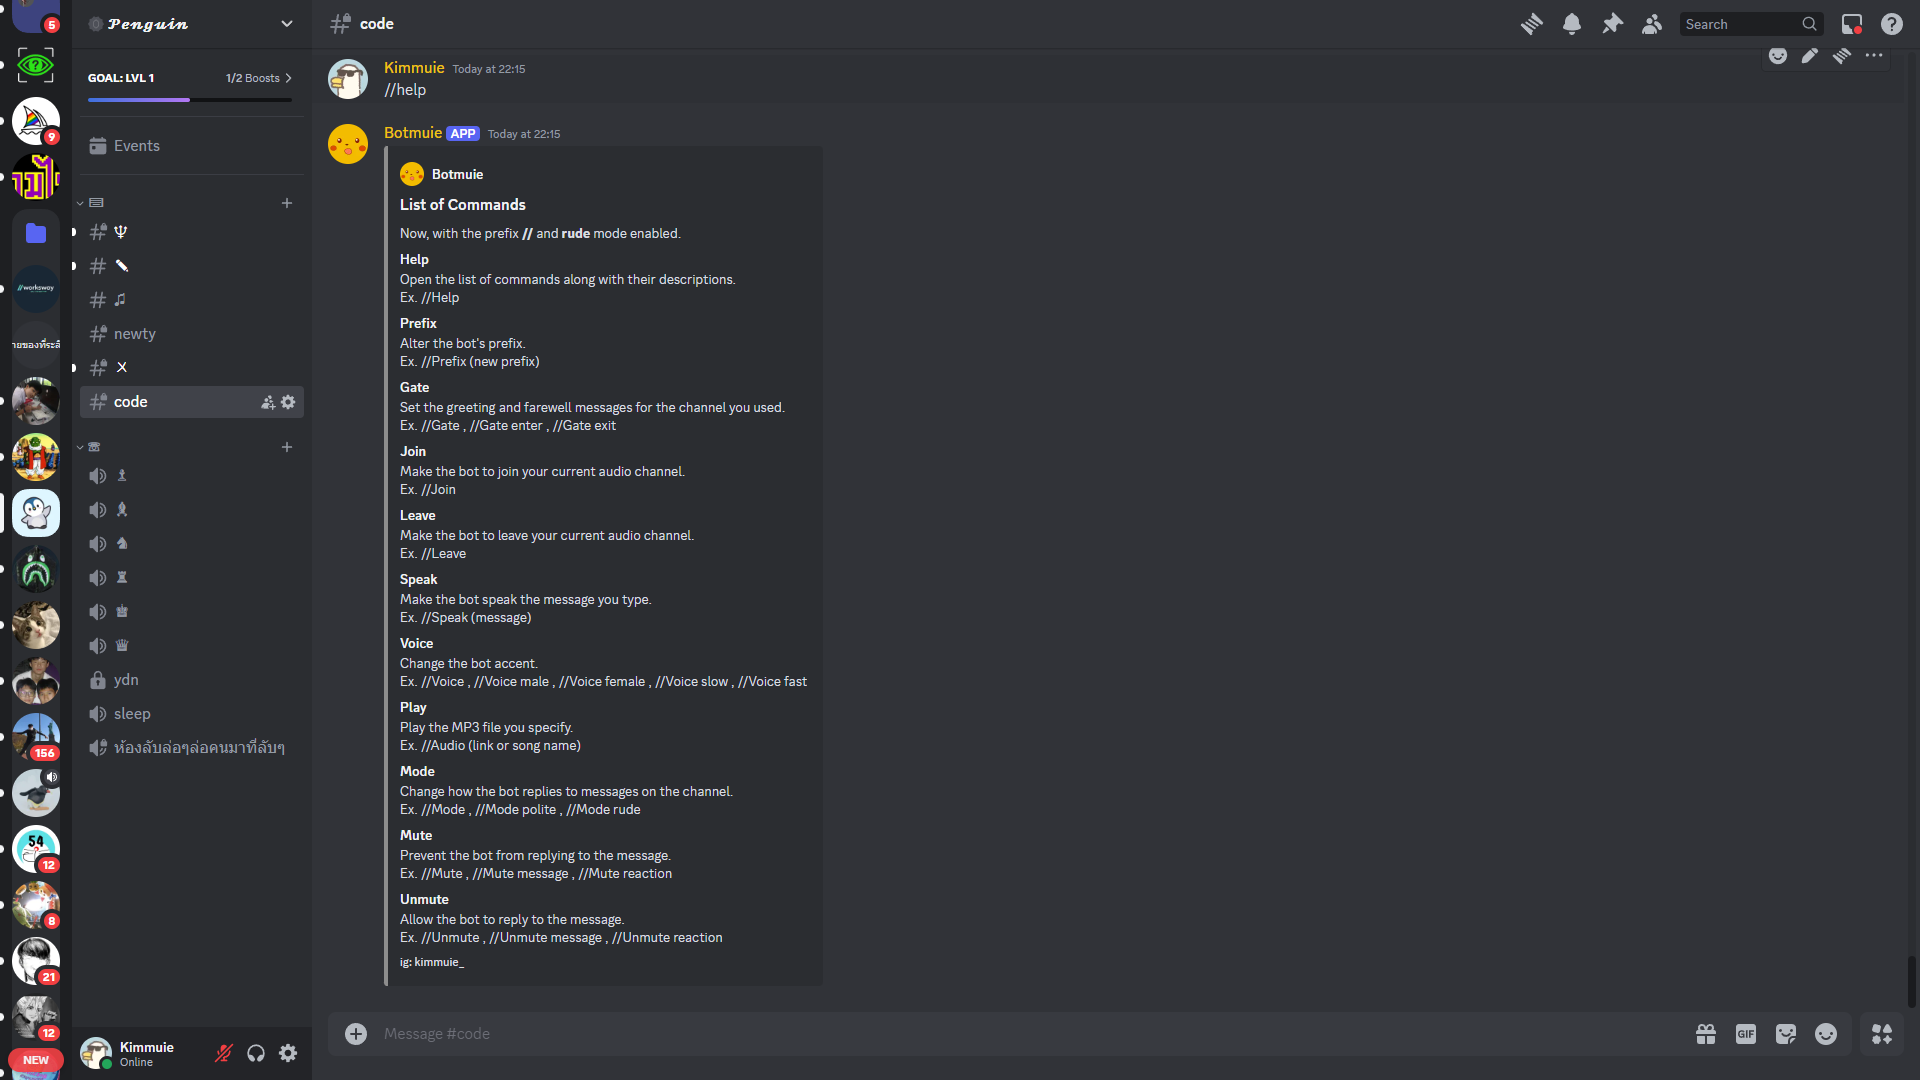 5
9
//worksway
156
54
12
8
21
12
NEW
Penguin
GOAL: LVL 1
1/2 Boosts
Events
newty
X
code
ydn
sleep
ห้องลับล่อๆล่อคนมาที่ลับๆ
Kimmuie
Online
code
Search
Kimmuie Today at 22:15
//help
Botmuie APP Today at 22:15
Botmuie
List of Commands
Now, with the prefix // and rude mode enabled.
Help
Open the list of commands along with their descriptions.
Ex. //Help
Prefix
Alter the bot's prefix.
Ex. //Prefix (new prefix)
Gate
Set the greeting and farewell messages for the channel you used.
Ex. //Gate , //Gate enter , //Gate exit
Join
Make the bot to join your current audio channel.
Ex. //Join
Leave
Make the bot to leave your current audio channel.
Ex. //Leave
Speak
Make the bot speak the message you type.
Ex. //Speak (message)
Voice
Change the bot accent.
Ex. //Voice , //Voice male , //Voice female , //Voice slow , //Voice fast
Play
Play the MP3 file you specify.
Ex. //Audio (link or song name)
Mode
Change how the bot replies to messages on the channel.
Ex. //Mode , //Mode polite , //Mode rude
Mute
Prevent the bot from replying to the message.
Ex. //Mute , //Mute message , //Mute reaction
Unmute
Allow the bot to reply to the message.
Ex. //Unmute , //Unmute message , //Unmute reaction
ig: kimmuie_
Message #code
GIF